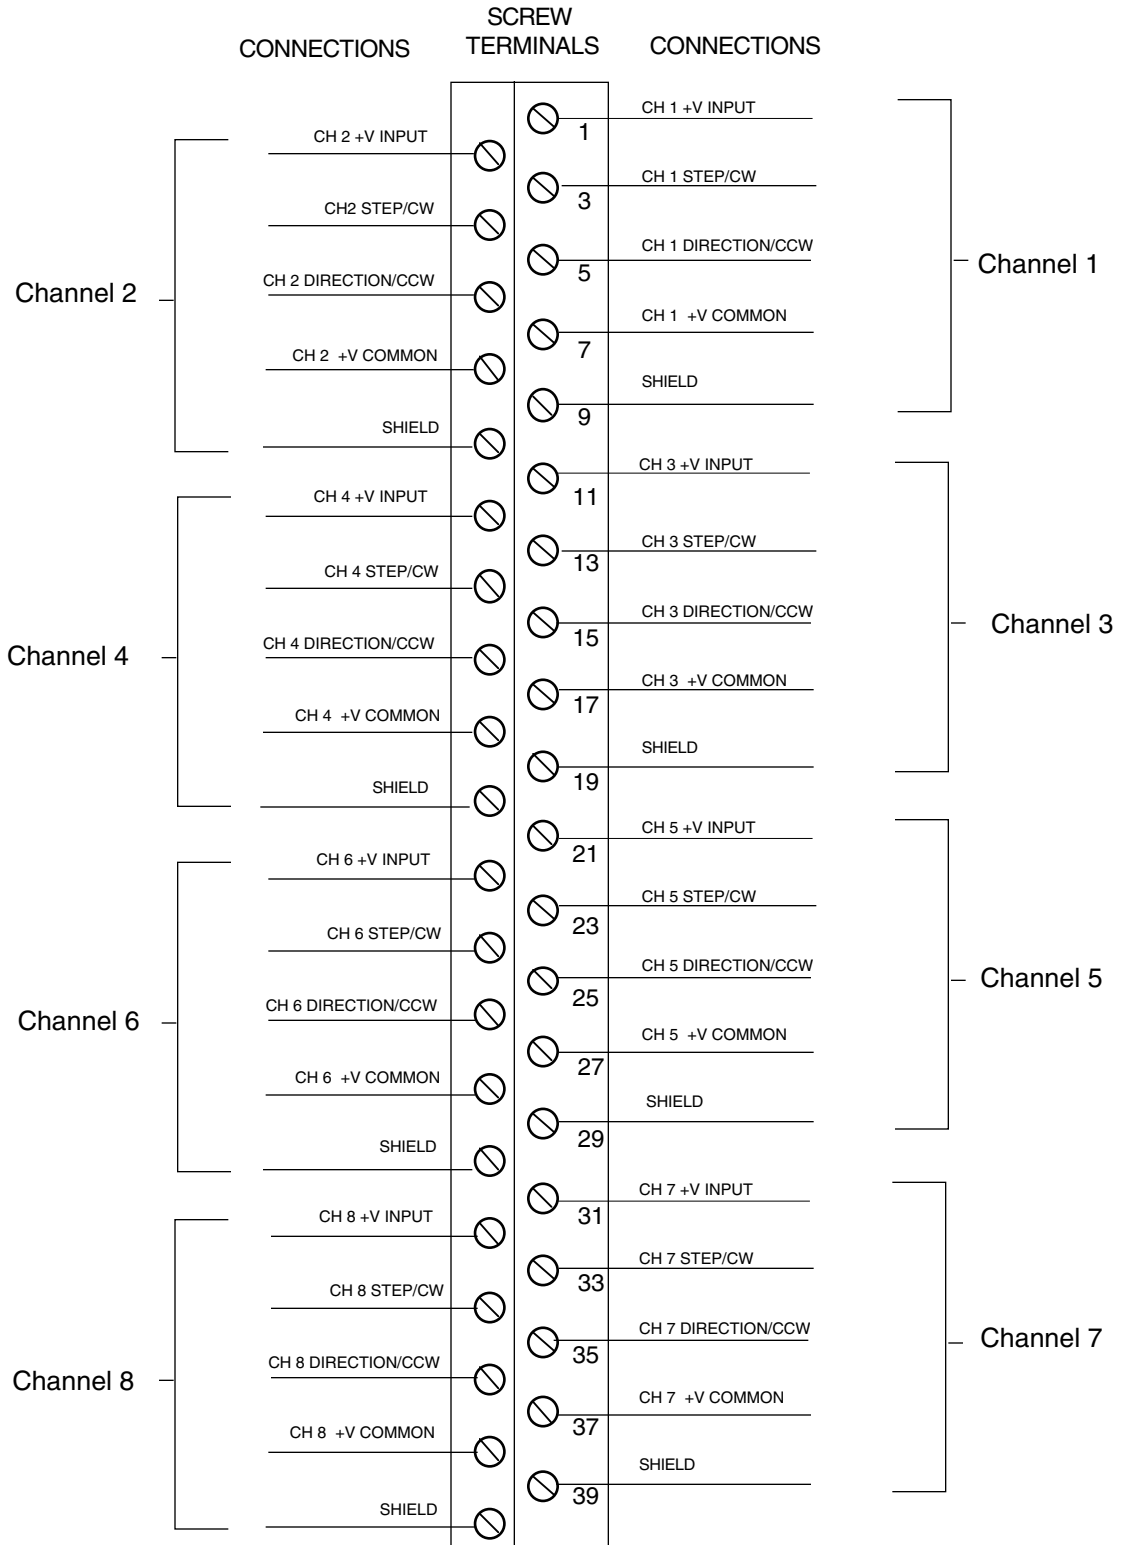 SCREW
TERMINALS
CONNECTIONS
CONNECTIONS
CH 1 +V INPUT
1
CH 2 +V INPUT
CH 1 STEP/CW
3
CH2 STEP/CW
CH 1 DIRECTION/CCW
5
Channel 1
CH 2 DIRECTION/CCW
Channel 2
CH 1 +V COMMON
7
CH 2 +V COMMON
SHIELD
9
SHIELD
CH 3 +V INPUT
11
CH 4 +V INPUT
CH 3 STEP/CW
13
CH 4 STEP/CW
CH 3 DIRECTION/CCW
15
Channel 3
CH 4 DIRECTION/CCW
Channel 4
CH 3 +V COMMON
17
CH 4 +V COMMON
SHIELD
19
SHIELD
CH 5 +V INPUT
21
CH 6 +V INPUT
CH 5 STEP/CW
23
CH 6 STEP/CW
CH 5 DIRECTION/CCW
25
Channel 5
CH 6 DIRECTION/CCW
Channel 6
CH 5 +V COMMON
27
CH 6 +V COMMON
SHIELD
29
SHIELD
CH 7 +V INPUT
31
CH 8 +V INPUT
CH 7 STEP/CW
33
CH 8 STEP/CW
CH 7 DIRECTION/CCW
35
Channel 7
CH 8 DIRECTION/CCW
Channel 8
CH 7 +V COMMON
37
CH 8 +V COMMON
SHIELD
39
SHIELD